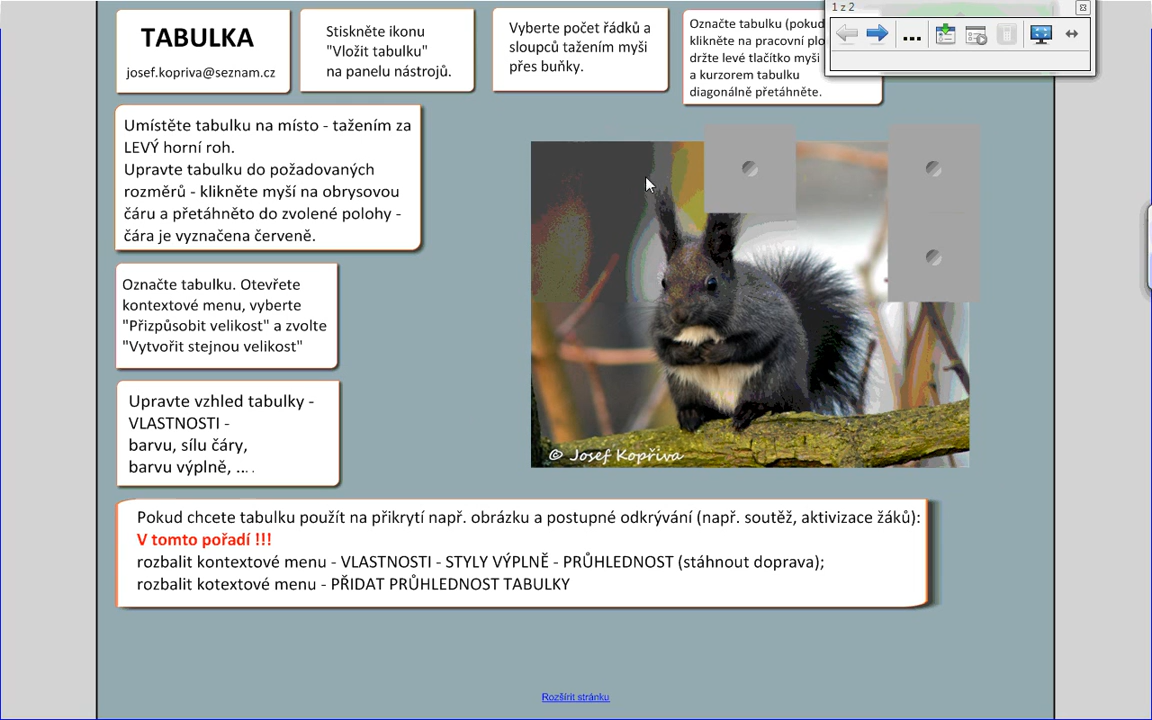 TABULKA
josef.kopriva@seznam.cz
Stiskněte ikonu
"Vložit tabulku"
na panelu nástrojů.
Vyberte počet řádků a
sloupců tažením myši
přes buňky.
Označte tabulku (pokud
klikněte na pracovní plo
držte levé tlačítko myši
a kurzorem tabulku
diagonálně přetáhněte.
1 z 2
...
Umístěte tabulku na místo - tažením za
LEVÝ horní roh.
Upravte tabulku do požadovaných
rozměrů - klikněte myší na obrysovou
čáru a přetáhněto do zvolené polohy -
čára je vyznačena červeně.
Označte tabulku. Otevřete
kontextové menu, vyberte
"Přizpůsobit velikost" a zvolte
"Vytvořit stejnou velikost"
Upravte vzhled tabulky -
VLASTNOSTI -
barvu, sílu čáry,
barvu výplně, ....
© Josef Kopřiva
Pokud chcete tabulku použít na přikrytí např. obrázku a postupné odkrývání (např. soutěž, aktivizace žáků):
V tomto pořadí !!!
rozbalit kontextové menu - VLASTNOSTI - STYLY VÝPLNĚ - PRŮHLEDNOST (stáhnout doprava);
rozbalit kotextové menu - PŘIDAT PRŮHLEDNOST TABULKY
Rozšířit stránku